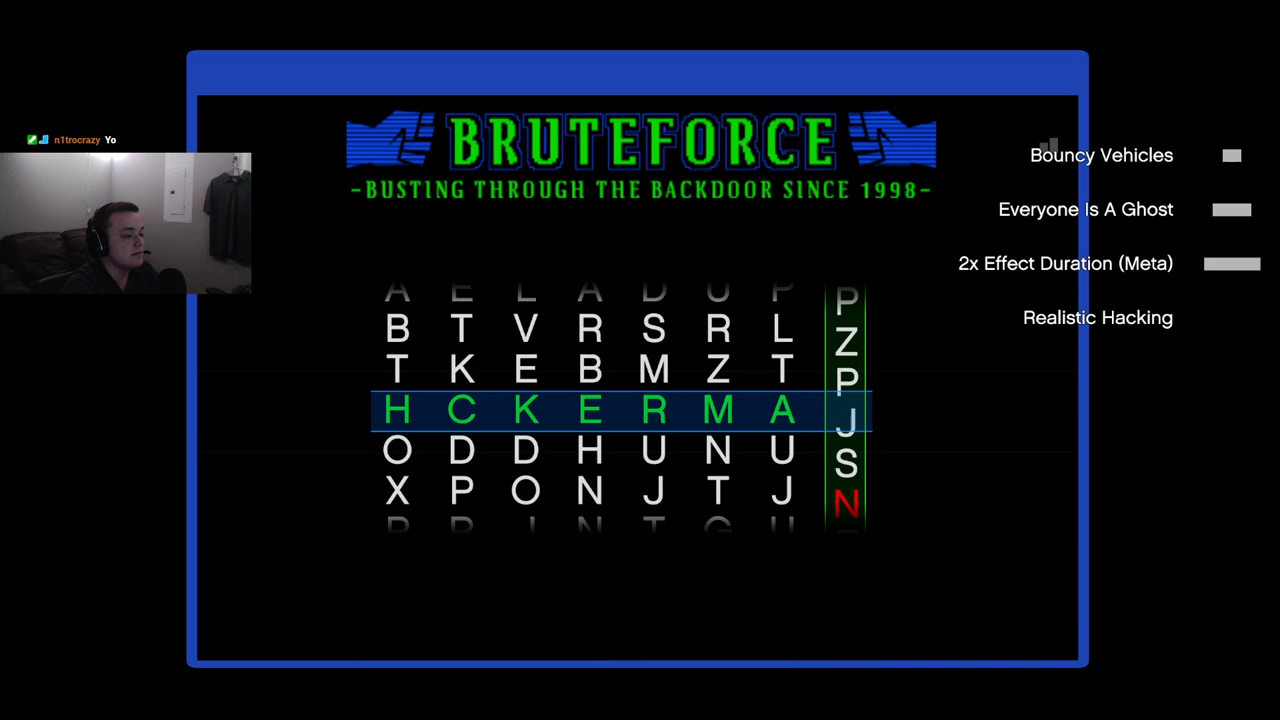 n1trocrazy Yo
BRUTEFORCE
-BUSTING THROUGH THE BACKDOOR SINCE 1998-
Bouncy Vehicles
Everyone Is A Ghost
2x Effect Duration (Meta)
Realistic Hacking
A E L A D U P P
B T V R S R L Z
T K E B M Z T P
H C K E R M A J
O D D H U N U S
X P O N J T J N